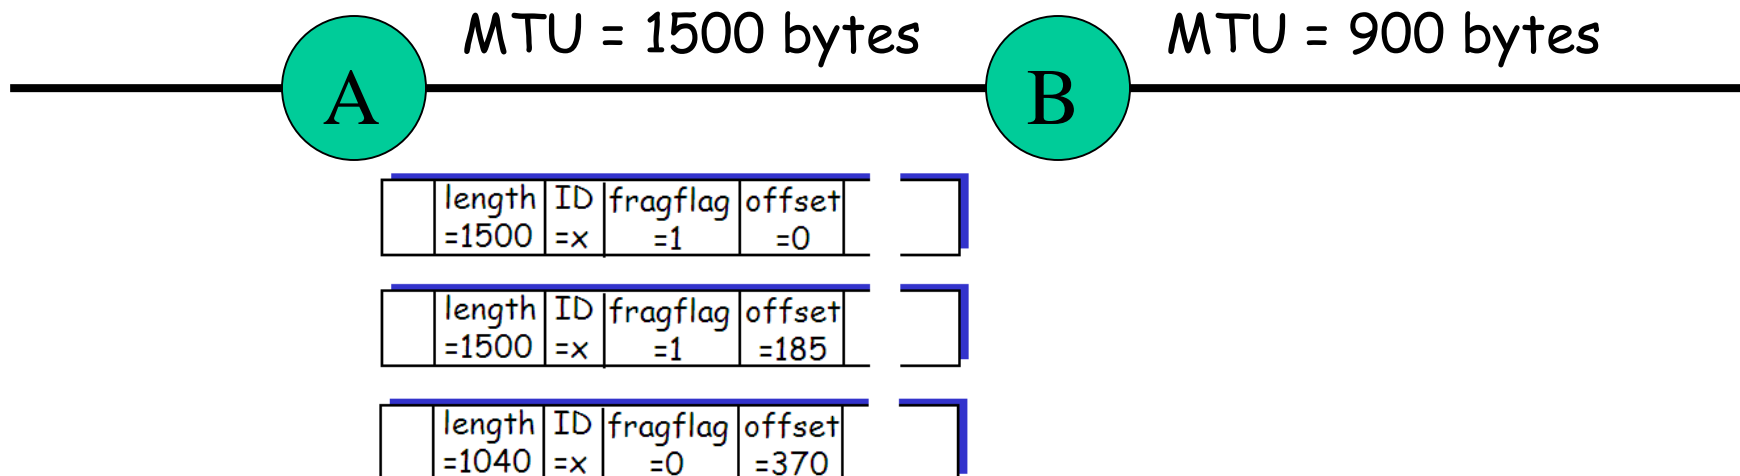 MTU = 1500 bytes MTU = 900 bytes
A B
length ID fragflag offset
=1500 =x =1 =0
length ID fragflag offset
=1500 =x =1 =185
length ID fragflag offset
=1040 =x =0 =370